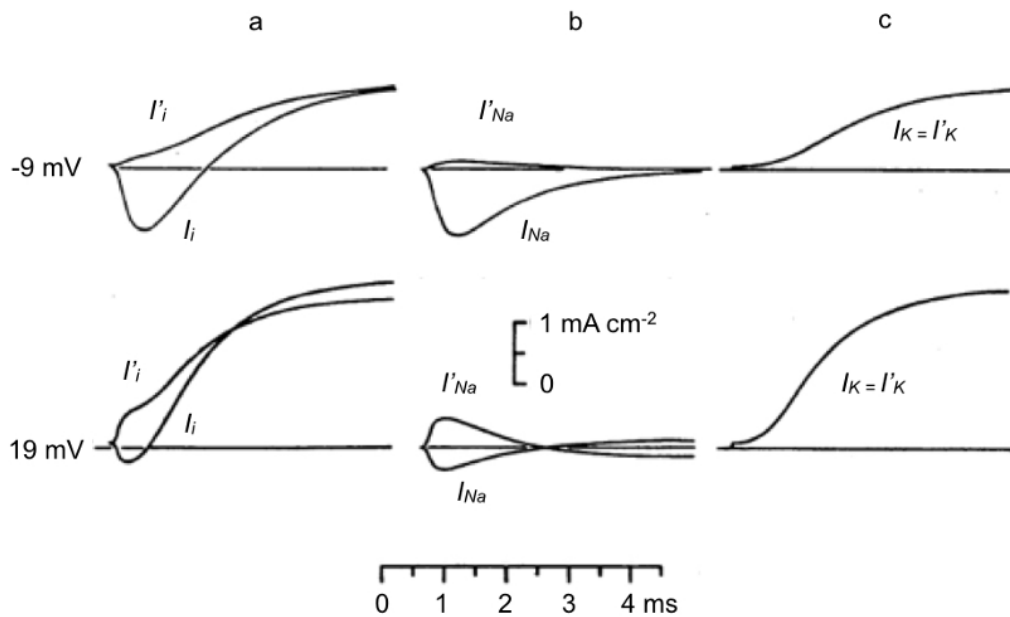 a b c
I'i I'Na IK = I'K
-9 mV
Ii INa
1 mA cm-2
I'i 0 I'Na IK = I'K
Ii
19 mV
INa
0 1 2 3 4 ms